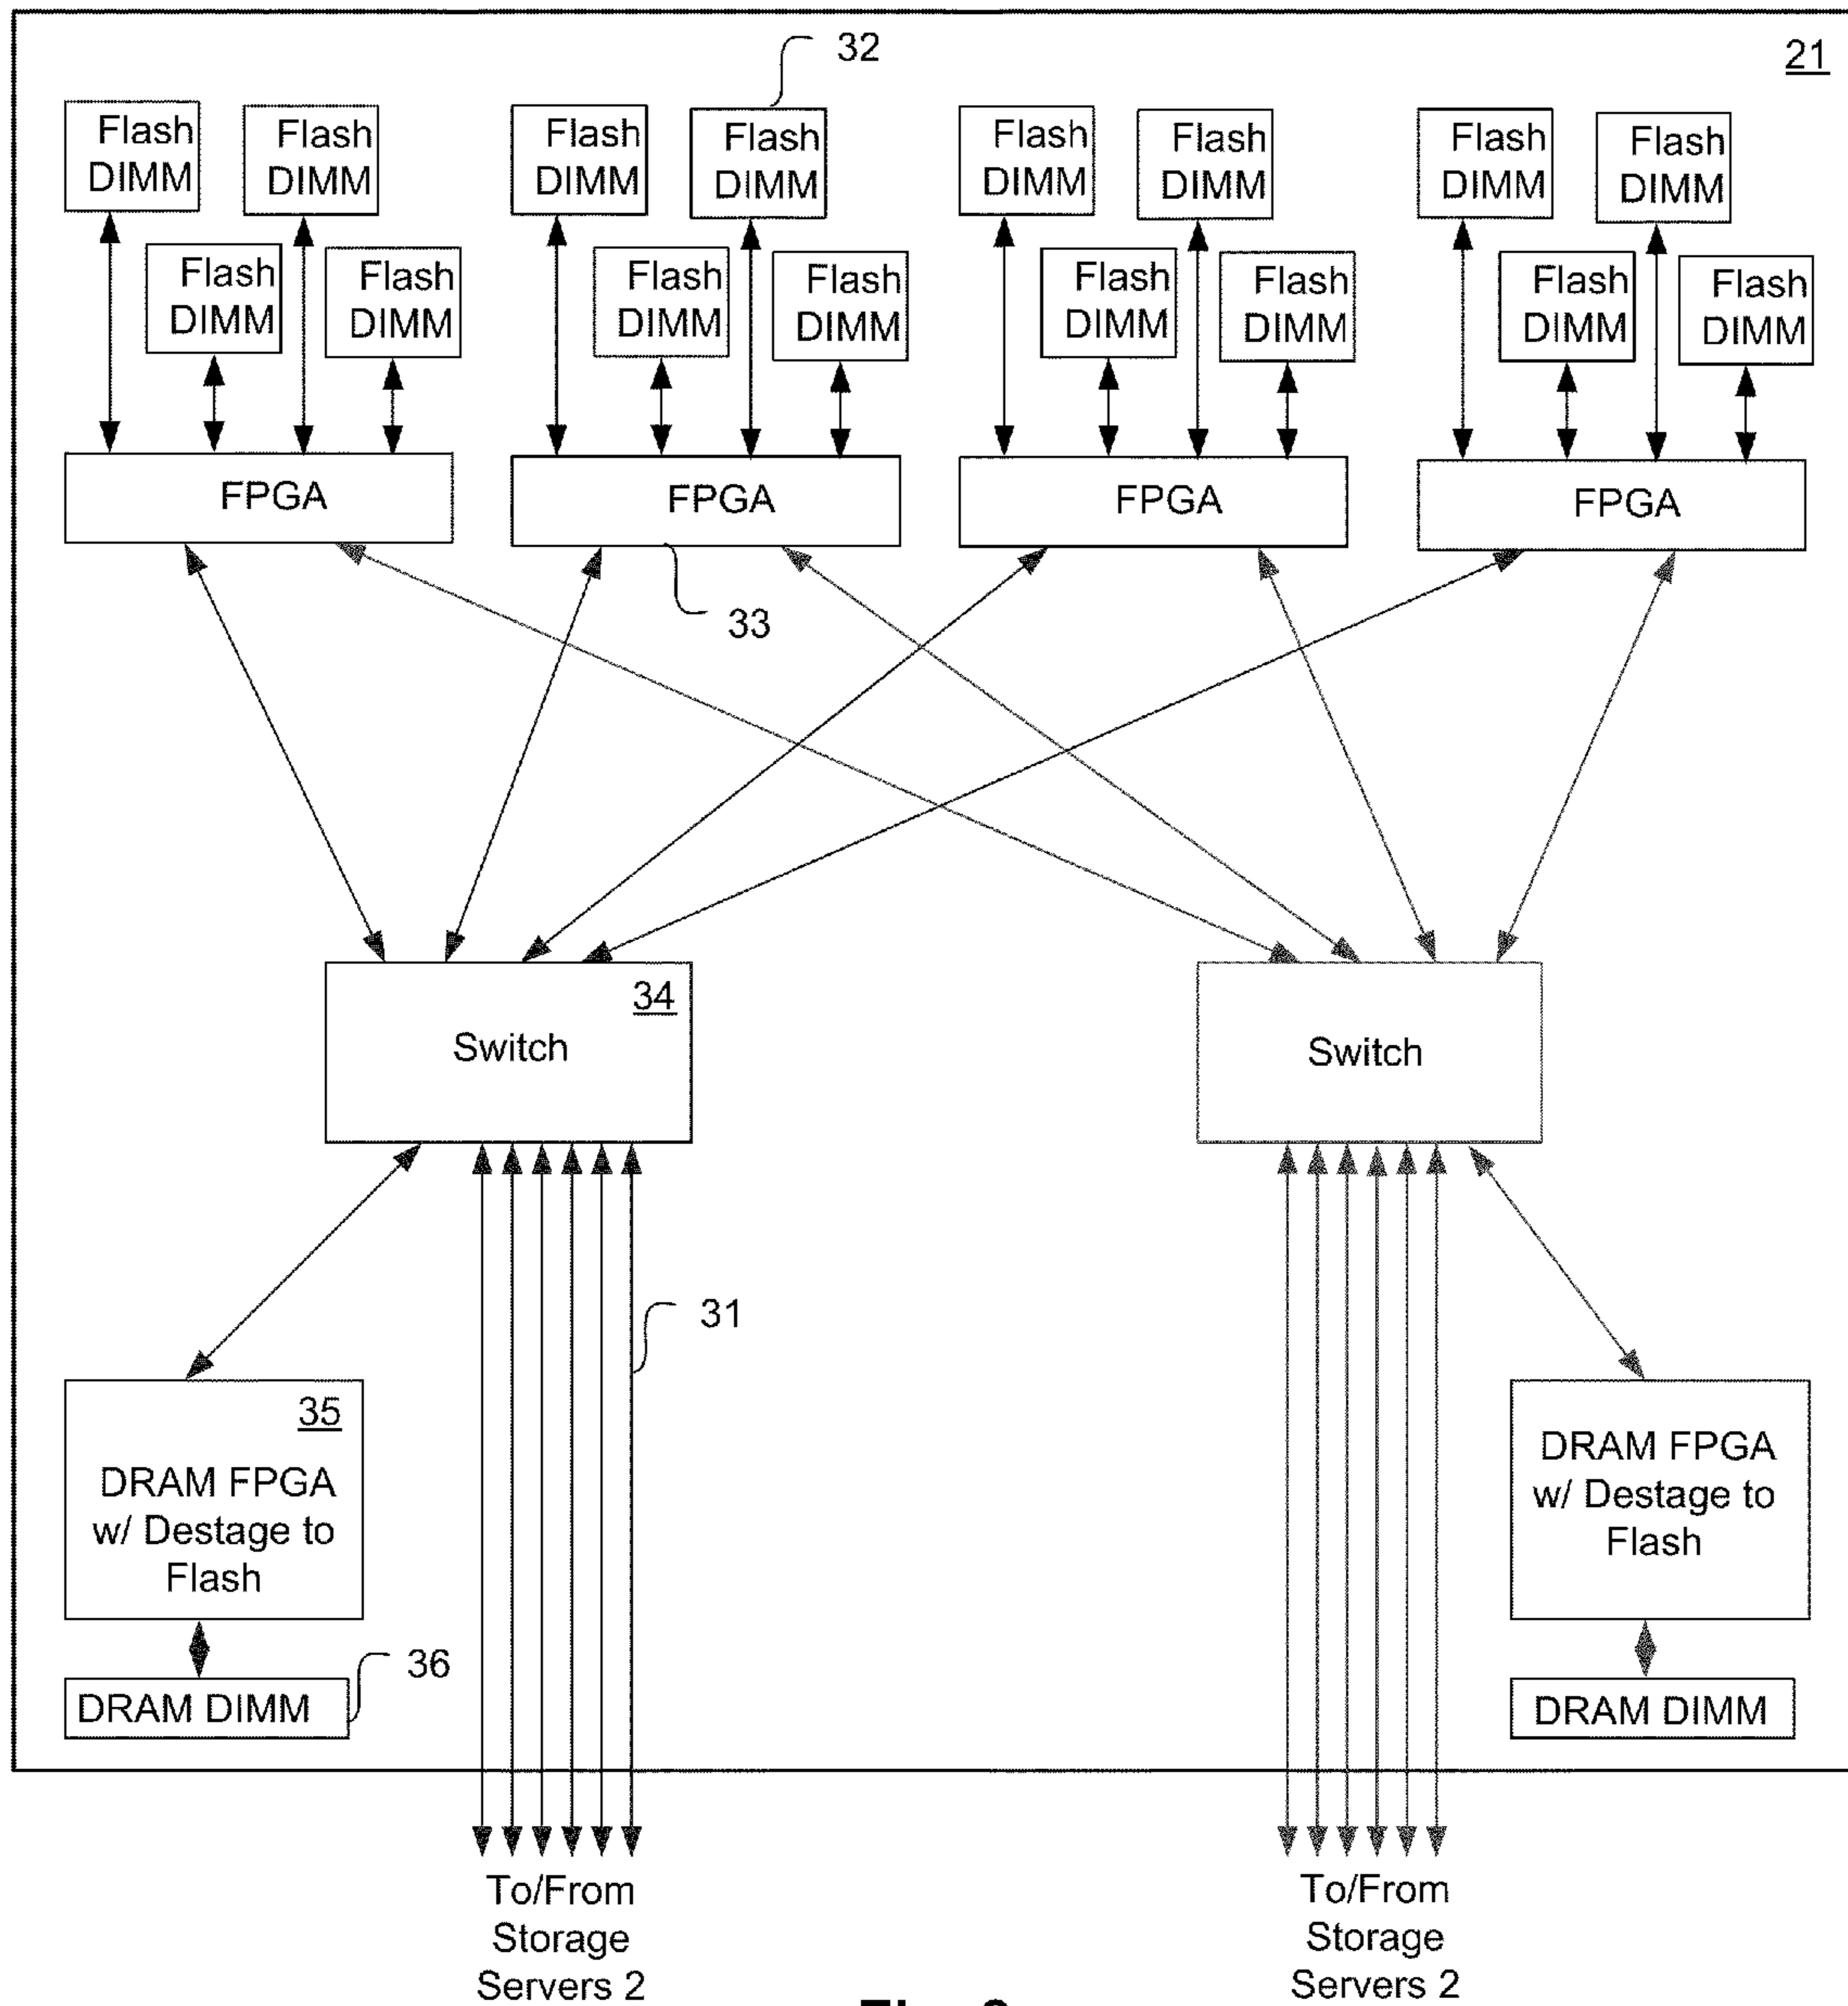 32
21
Flash
DIMM
Flash
DIMM
Flash
DIMM
Flash
DIMM
Flash
DIMM
Flash
DIMM
Flash
DIMM
Flash
DIMM
Flash
DIMM
Flash
DIMM
Flash
DIMM
Flash
DIMM
Flash
DIMM
Flash
DIMM
Flash
DIMM
Flash
DIMM
FPGA
FPGA
FPGA
FPGA
33
34
Switch
Switch
31
35
DRAM FPGA
w/ Destage to
Flash
DRAM FPGA
w/ Destage to
Flash
36
DRAM DIMM
DRAM DIMM
To/From
Storage
Servers 2
To/From
Storage
Servers 2